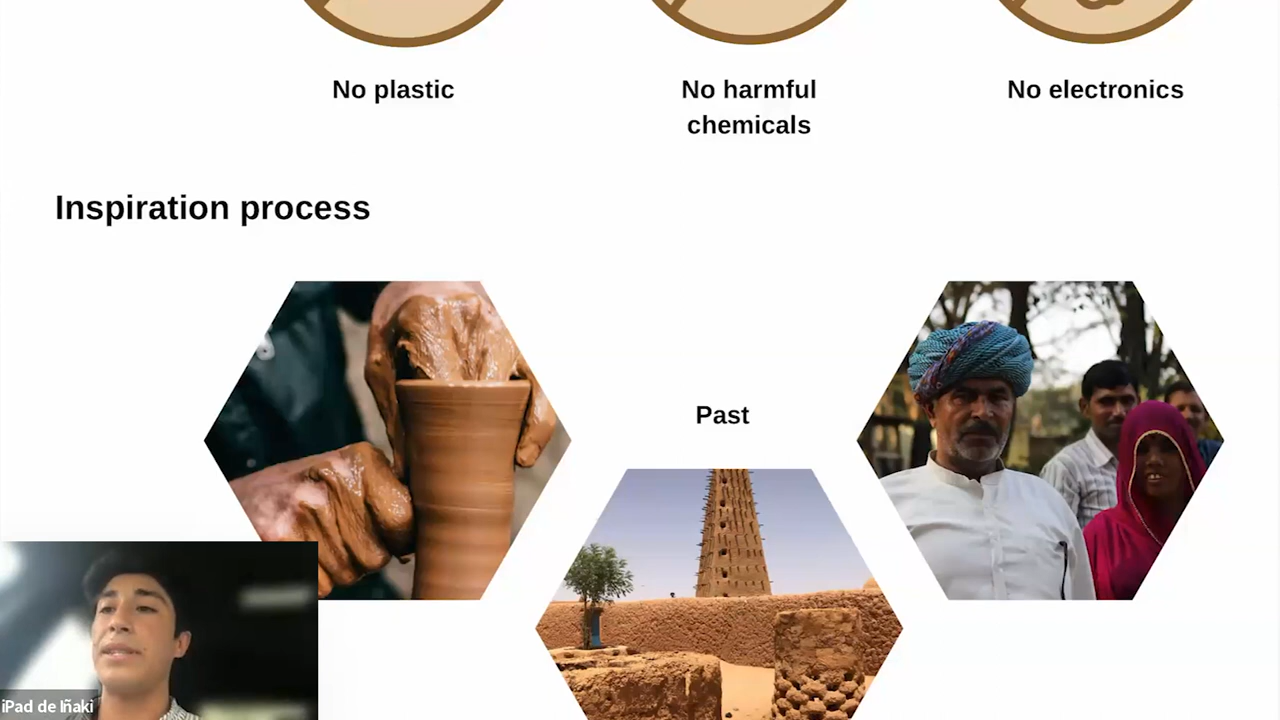 No plastic
No harmful
chemicals
No electronics
Inspiration process
Past
iPad de Iñaki